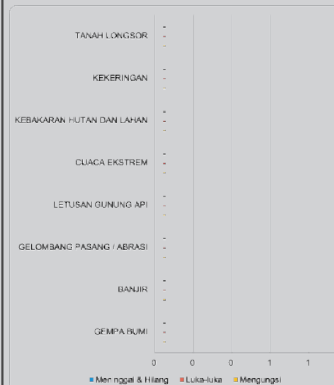 TANAH LONGSOR
-
-
-
KEKERINGAN
-
-
-
KEBAKARAN HUTAN DAN LAHAN
-
-
-
CUACA EKSTREM
-
-
-
LETUSAN GUNUNG API
-
-
-
GELOMBANG PASANG / ABRASI
-
-
-
BANJIR
-
-
-
GEMPA BUMI
-
-
-
0 0 0 1 1
Meninggal & Hilang Luka-luka Mengungsi